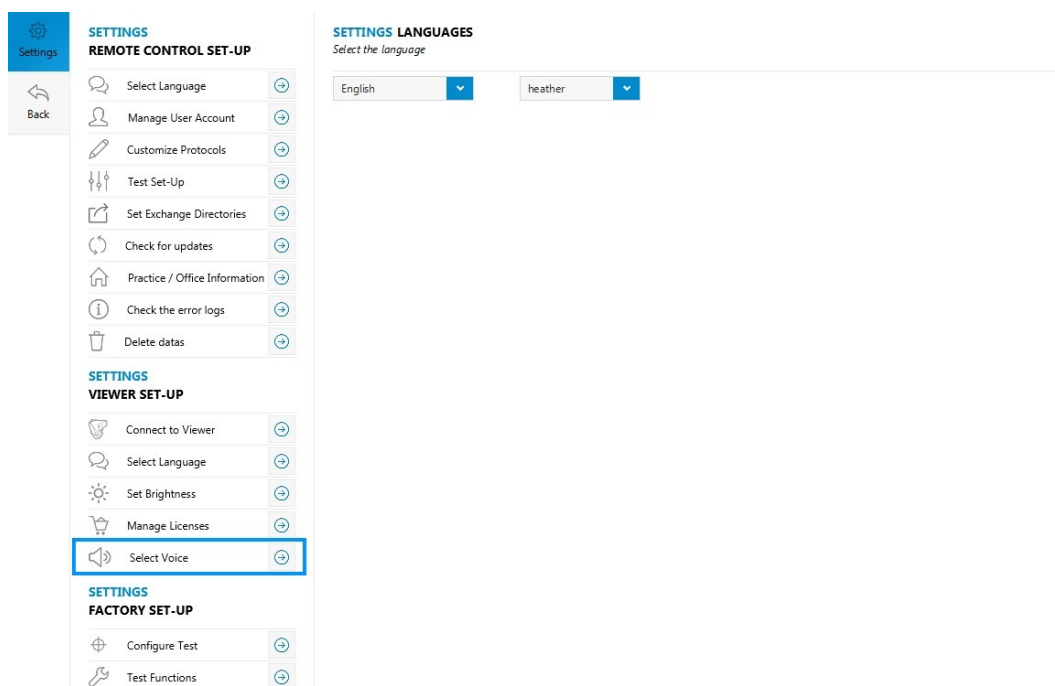 Settings
Back
SETTINGS
REMOTE CONTROL SET-UP
Select Language
Manage User Account
Customize Protocols
Test Set-Up
Set Exchange Directories
Check for updates
Practice / Office Information
Check the error logs
Delete datas
SETTINGS
VIEWER SET-UP
Connect to Viewer
Select Language
Set Brightness
Manage Licenses
Select Voice
SETTINGS
FACTORY SET-UP
Configure Test
Test Functions
SETTINGS LANGUAGES
Select the language
English
heather